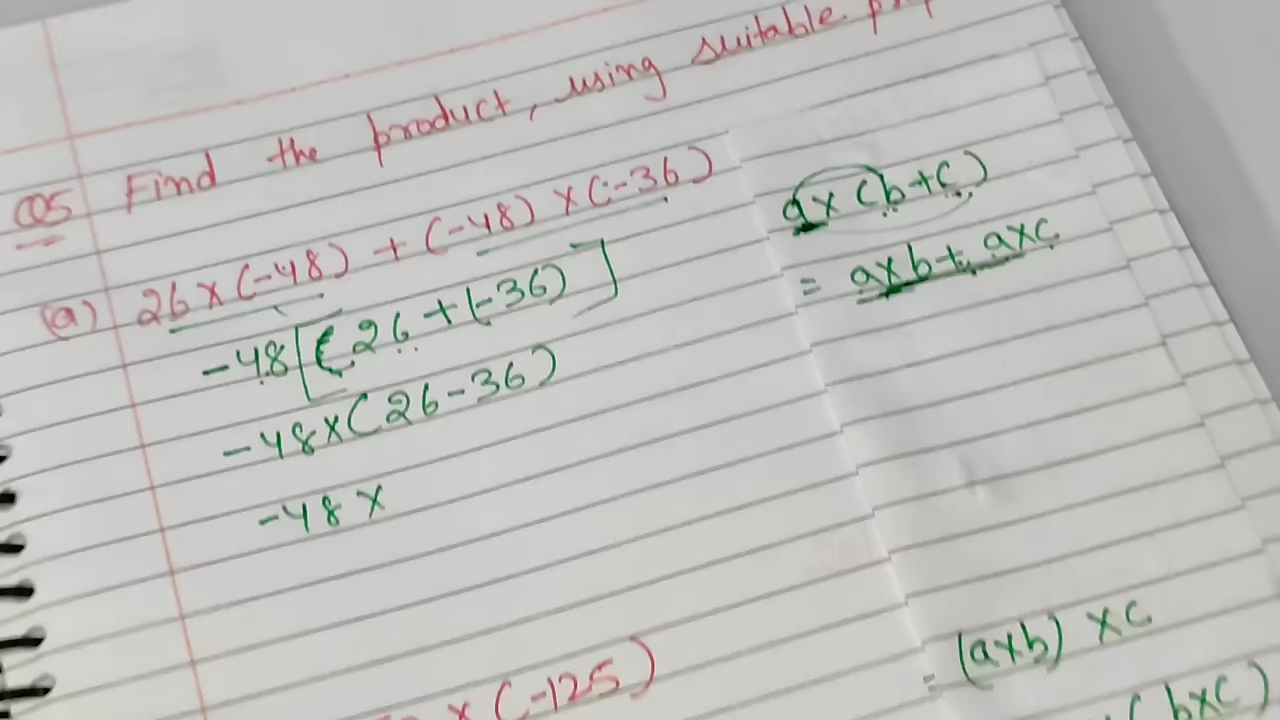 Q5 Find the product, using suitable
(a) 26 × (-48) + (-48) × (-36)
-48 [(26 + (-36)]
-48 × (26 - 36)
-48 ×
a × (b + c)
= a × b + a × c
× (-125)
= (a × b) × c
(b × c)